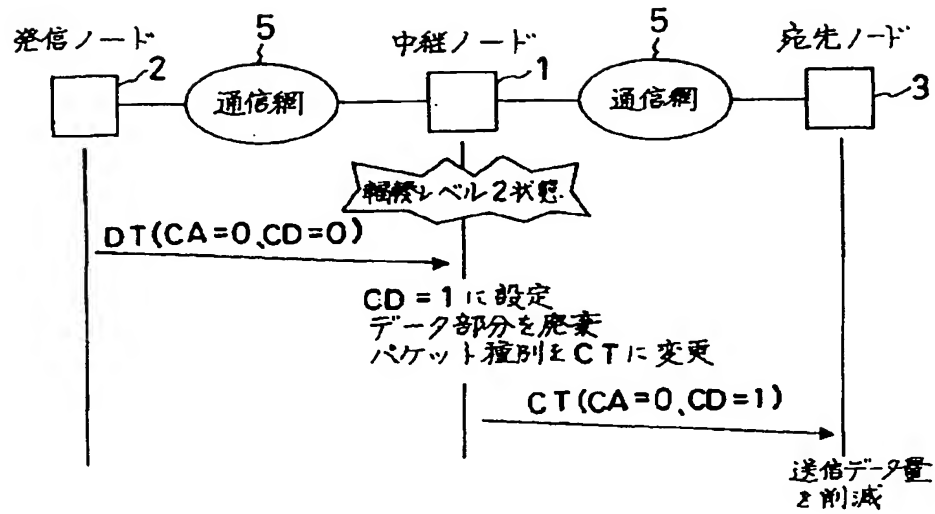 5
5
発信ノード
中継ノード
宛先ノード
2
1
3
通信網
通信網
輻輳レベル2状態
DT(CA=0、CD=0)
CD=1に設定
データ部分を廃棄
パケット種別をCTに変更
CT(CA=0、CD=1)
送信データ量
を削減